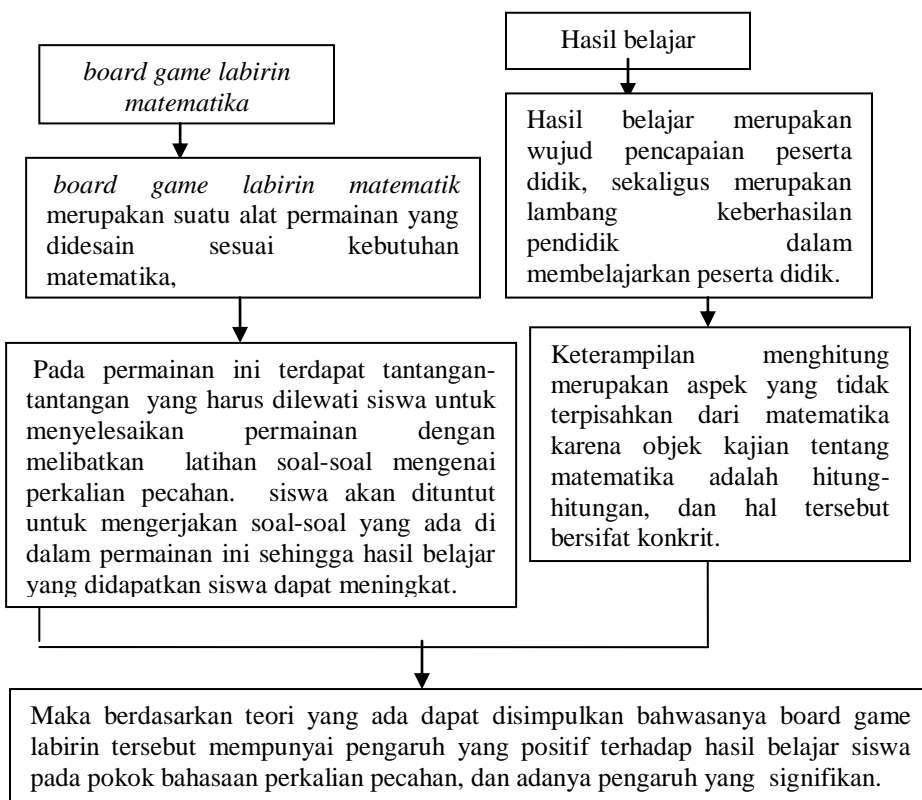 board game labirin
matematika
board game labirin matematik
merupakan suatu alat permainan yang
didesain sesuai kebutuhan
matematika,
Pada permainan ini terdapat tantangan-
tantangan yang harus dilewati siswa untuk
menyelesaikan permainan dengan
melibatkan latihan soal-soal mengenai
perkalian pecahan. siswa akan dituntut
untuk mengerjakan soal-soal yang ada di
dalam permainan ini sehingga hasil belajar
yang didapatkan siswa dapat meningkat.
Hasil belajar
Hasil belajar merupakan
wujud pencapaian peserta
didik, sekaligus merupakan
lambang keberhasilan
pendidik dalam
membelajarkan peserta didik.
Keterampilan menghitung
merupakan aspek yang tidak
terpisahkan dari matematika
karena objek kajian tentang
matematika adalah hitung-
hitungan, dan hal tersebut
bersifat konkrit.
Maka berdasarkan teori yang ada dapat disimpulkan bahwasanya board game
labirin tersebut mempunyai pengaruh yang positif terhadap hasil belajar siswa
pada pokok bahasaan perkalian pecahan, dan adanya pengaruh yang signifikan.